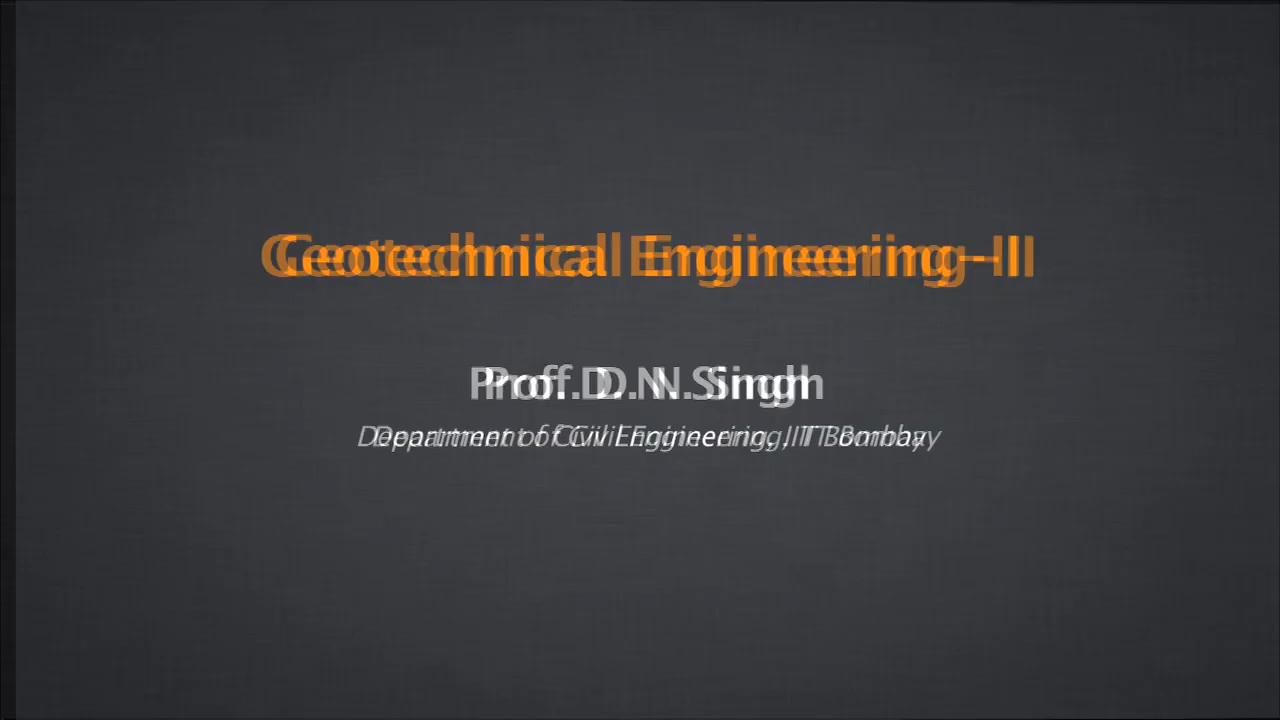 Geotechnical Engineering-II
Prof. D. N. Singh
Department of Civil Engineering, IIT Bombay